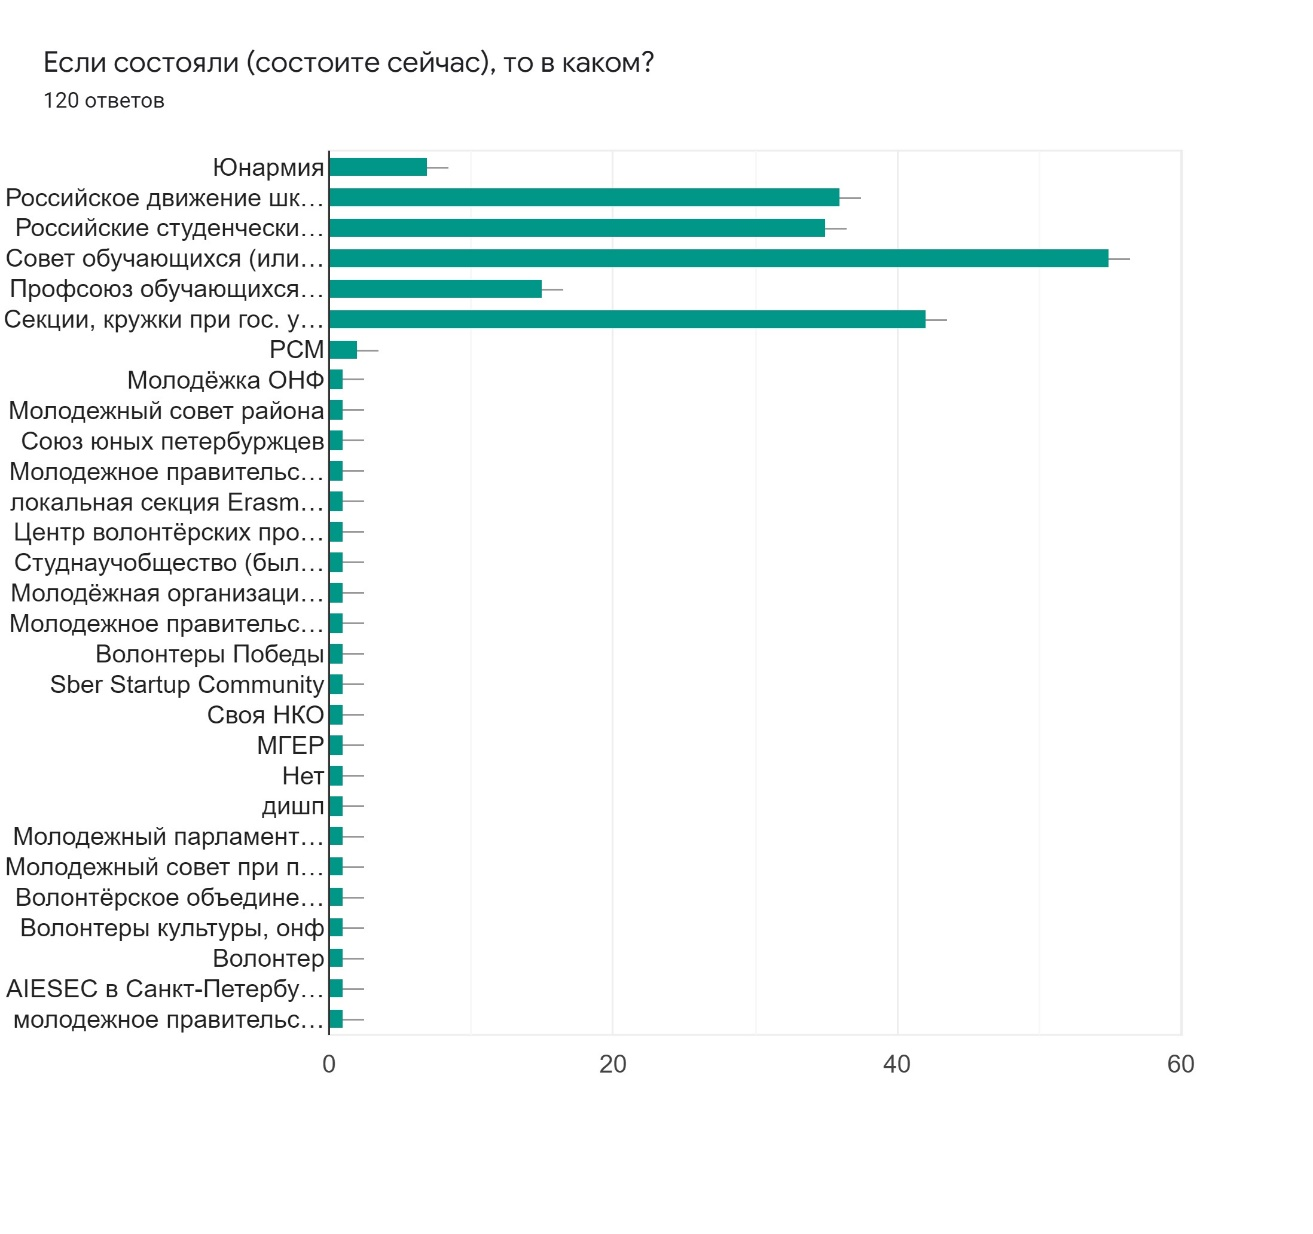 Если состояли (состоите сейчас), то в каком?
120 ответов
Юнармия
Российское движение шк…
Российские студенчески…
Совет обучающихся (или…
Профсоюз обучающихся…
Секции, кружки при гос. у…
РСМ
Молодёжка ОНФ
Молодежный совет района
Союз юных петербуржцев
Молодежное правительс…
локальная секция Erasm…
Центр волонтёрских про…
Студнаучобщество (был…
Молодёжная организаци…
Молодежное правительс…
Волонтеры Победы
Sber Startup Community
Своя НКО
МГЕР
Нет
дишп
Молодежный парламент…
Молодежный совет при п…
Волонтёрское объедине…
Волонтеры культуры, онф
Волонтер
AIESEC в Санкт-Петербу…
молодежное правительс…
0 20 40 60